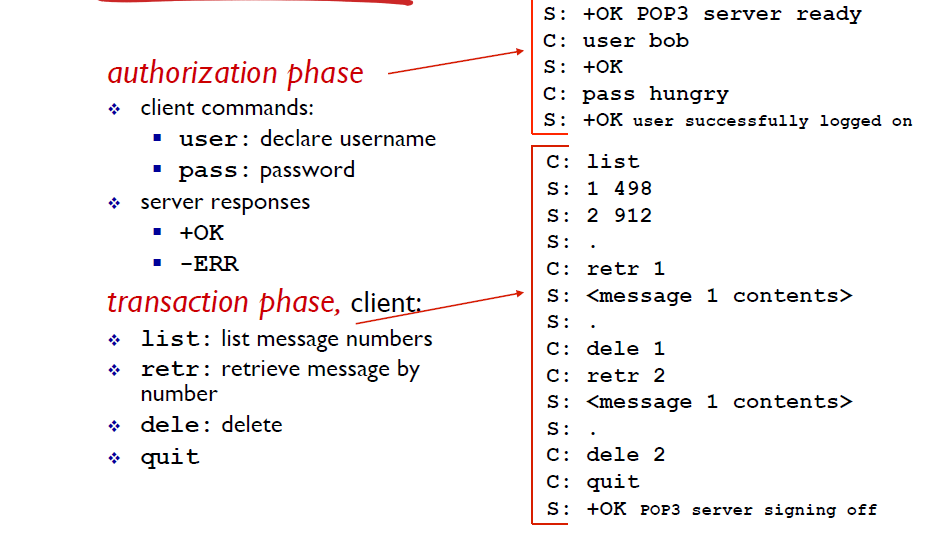 authorization phase
client commands:
user: declare username
pass: password
server responses
+OK
-ERR
transaction phase, client:
list: list message numbers
retr: retrieve message by
number
dele: delete
quit
S: +OK POP3 server ready
C: user bob
S: +OK
C: pass hungry
S: +OK user successfully logged on
C: list
S: 1 498
S: 2 912
S: .
C: retr 1
S: <message 1 contents>
S: .
C: dele 1
C: retr 2
S: <message 1 contents>
S: .
C: dele 2
C: quit
S: +OK POP3 server signing off